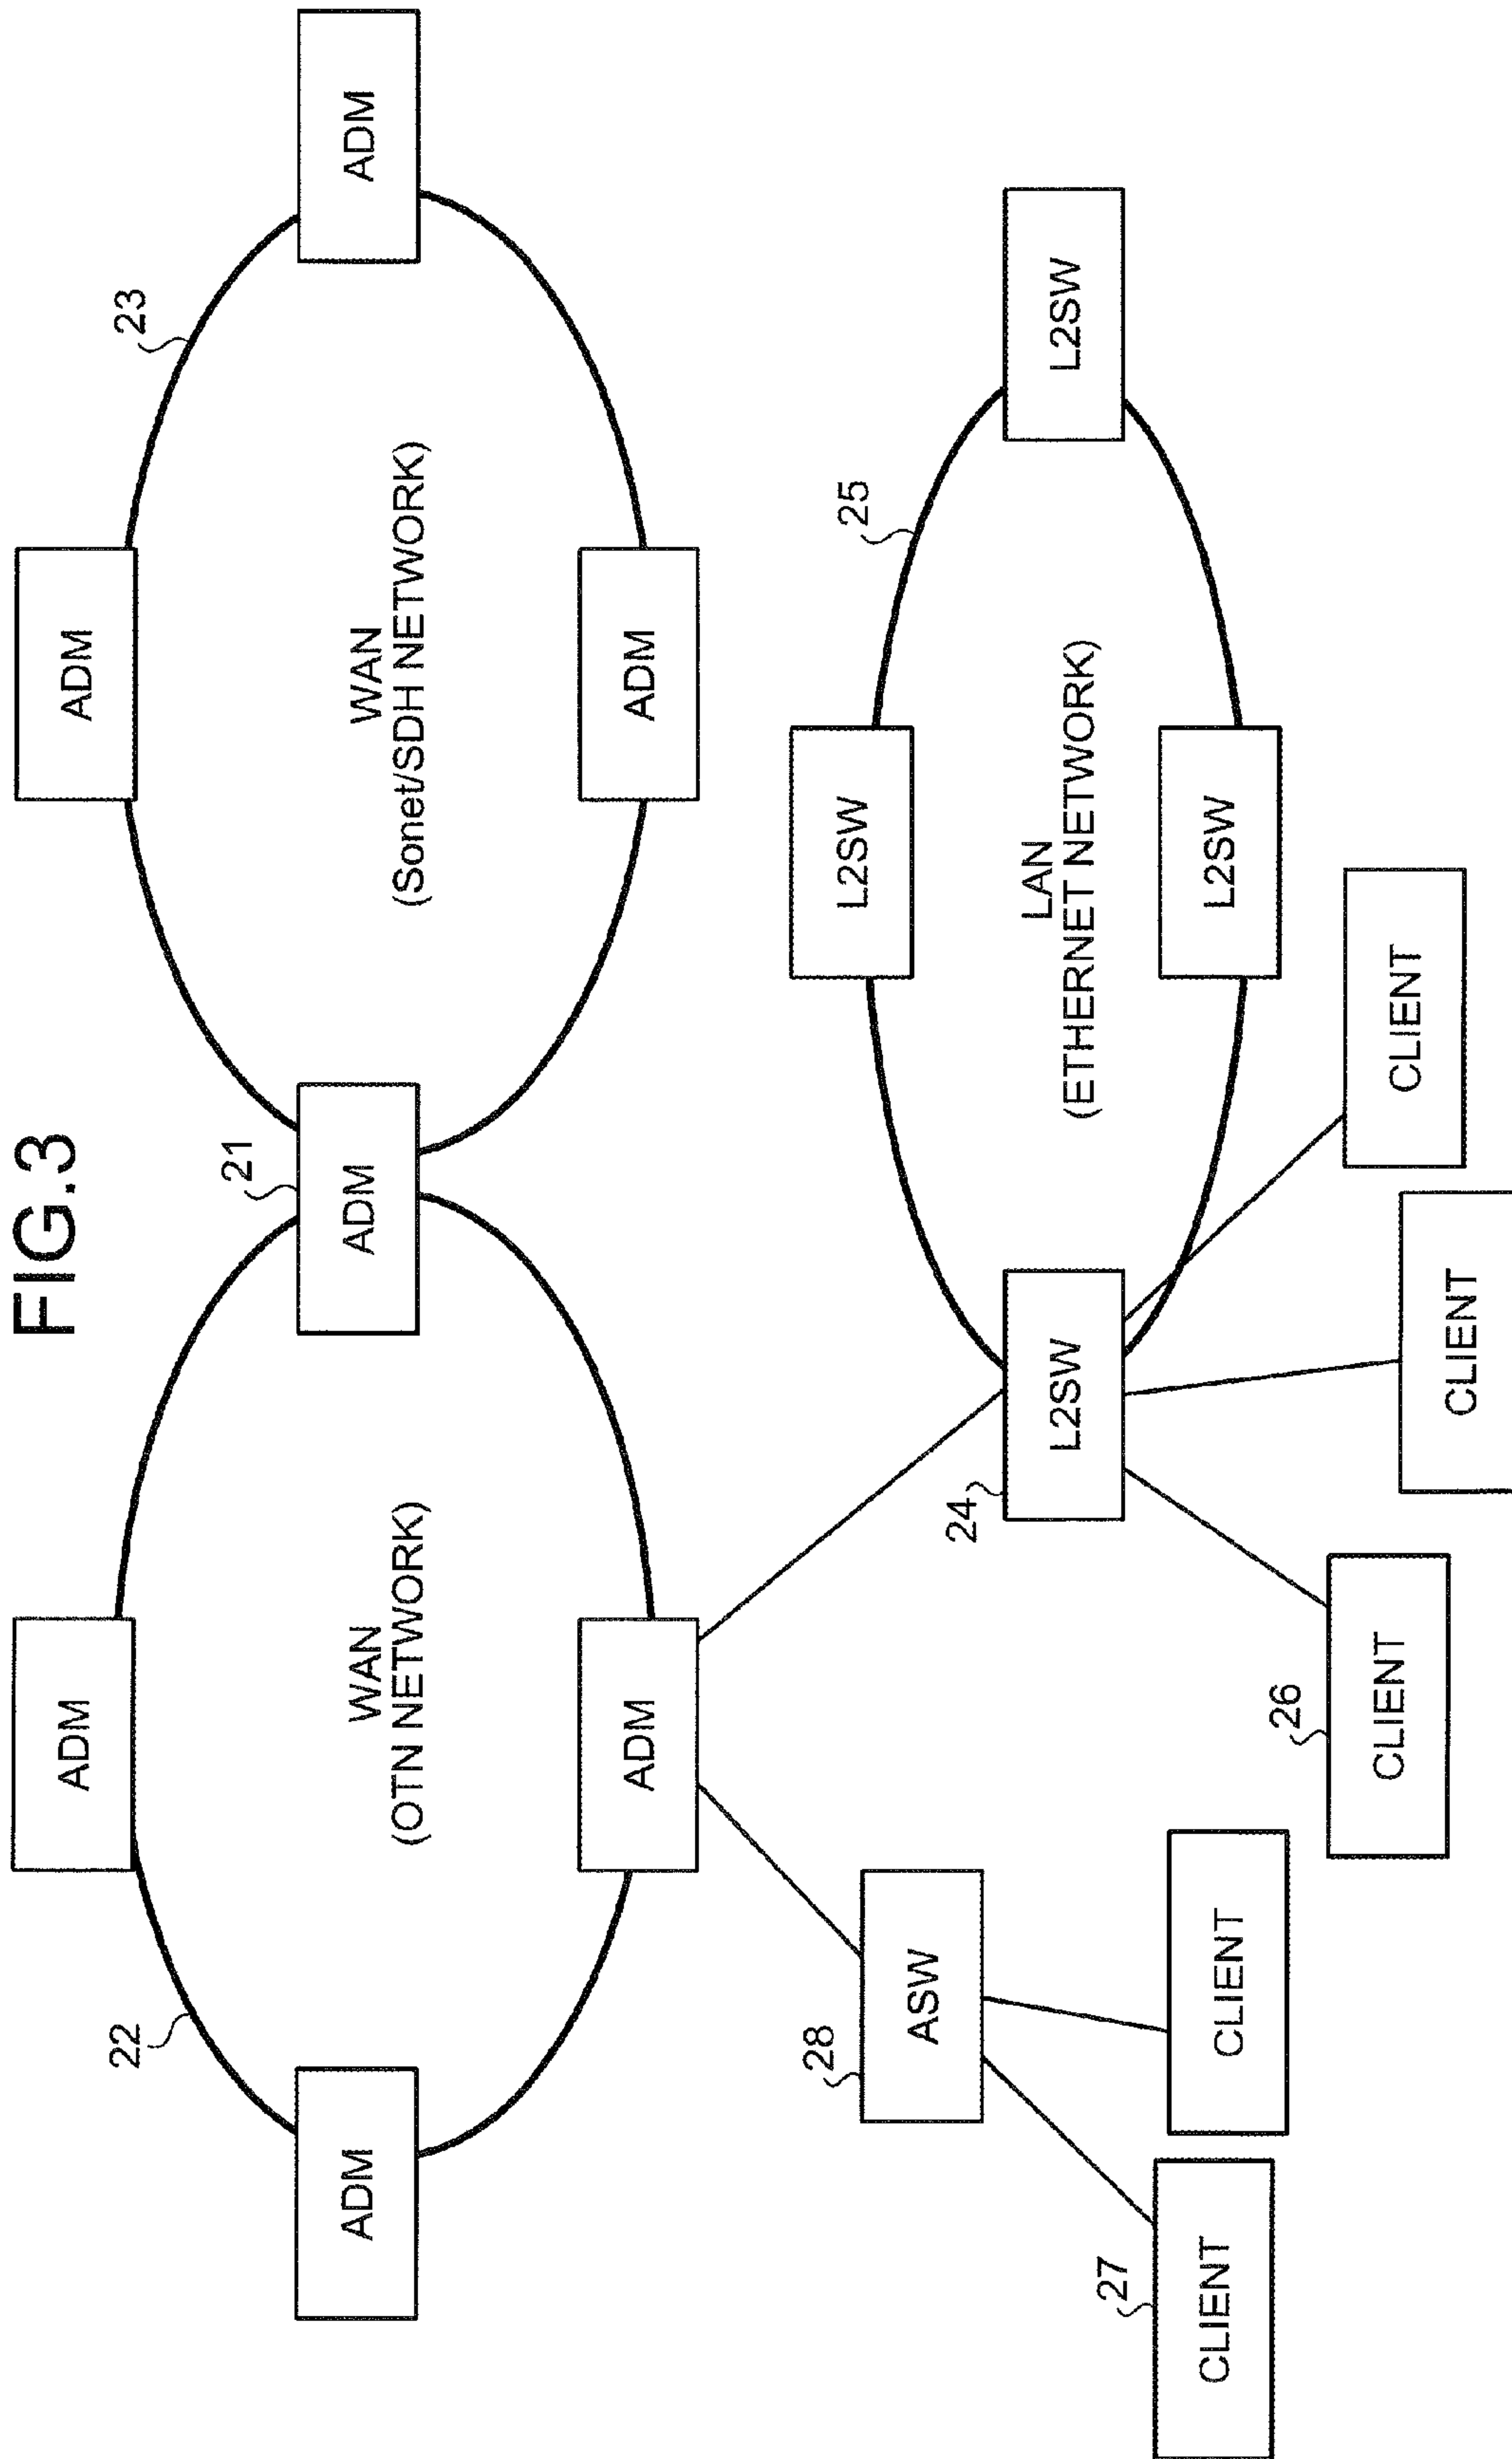 FIG.3
ADM
ADM
22
23
21
ADM
ADM
ADM
WAN
(OTN NETWORK)
WAN
(Sonet/SDH NETWORK)
ADM
ADM
L2SW
25
28
ASW
24
L2SW
LAN
(ETHERNET NETWORK)
L2SW
L2SW
27
CLIENT
CLIENT
26
CLIENT
CLIENT
CLIENT